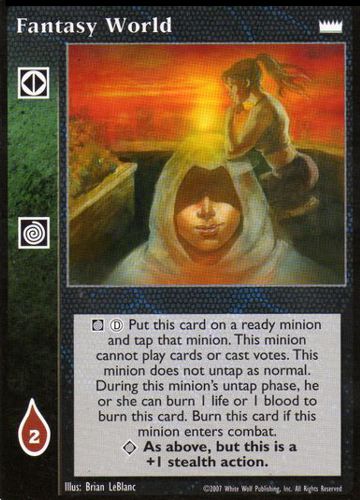 Fantasy World
D Put this card on a ready minion
and tap that minion. This minion
cannot play cards or cast votes. This
minion does not untap as normal.
During this minion's untap phase, he
or she can burn 1 life or 1 blood to
burn this card. Burn this card if this
minion enters combat.
As above, but this is a
+1 stealth action.
2
Illus: Brian LeBlanc
©2007 White Wolf Publishing, Inc. All Rights Reserved